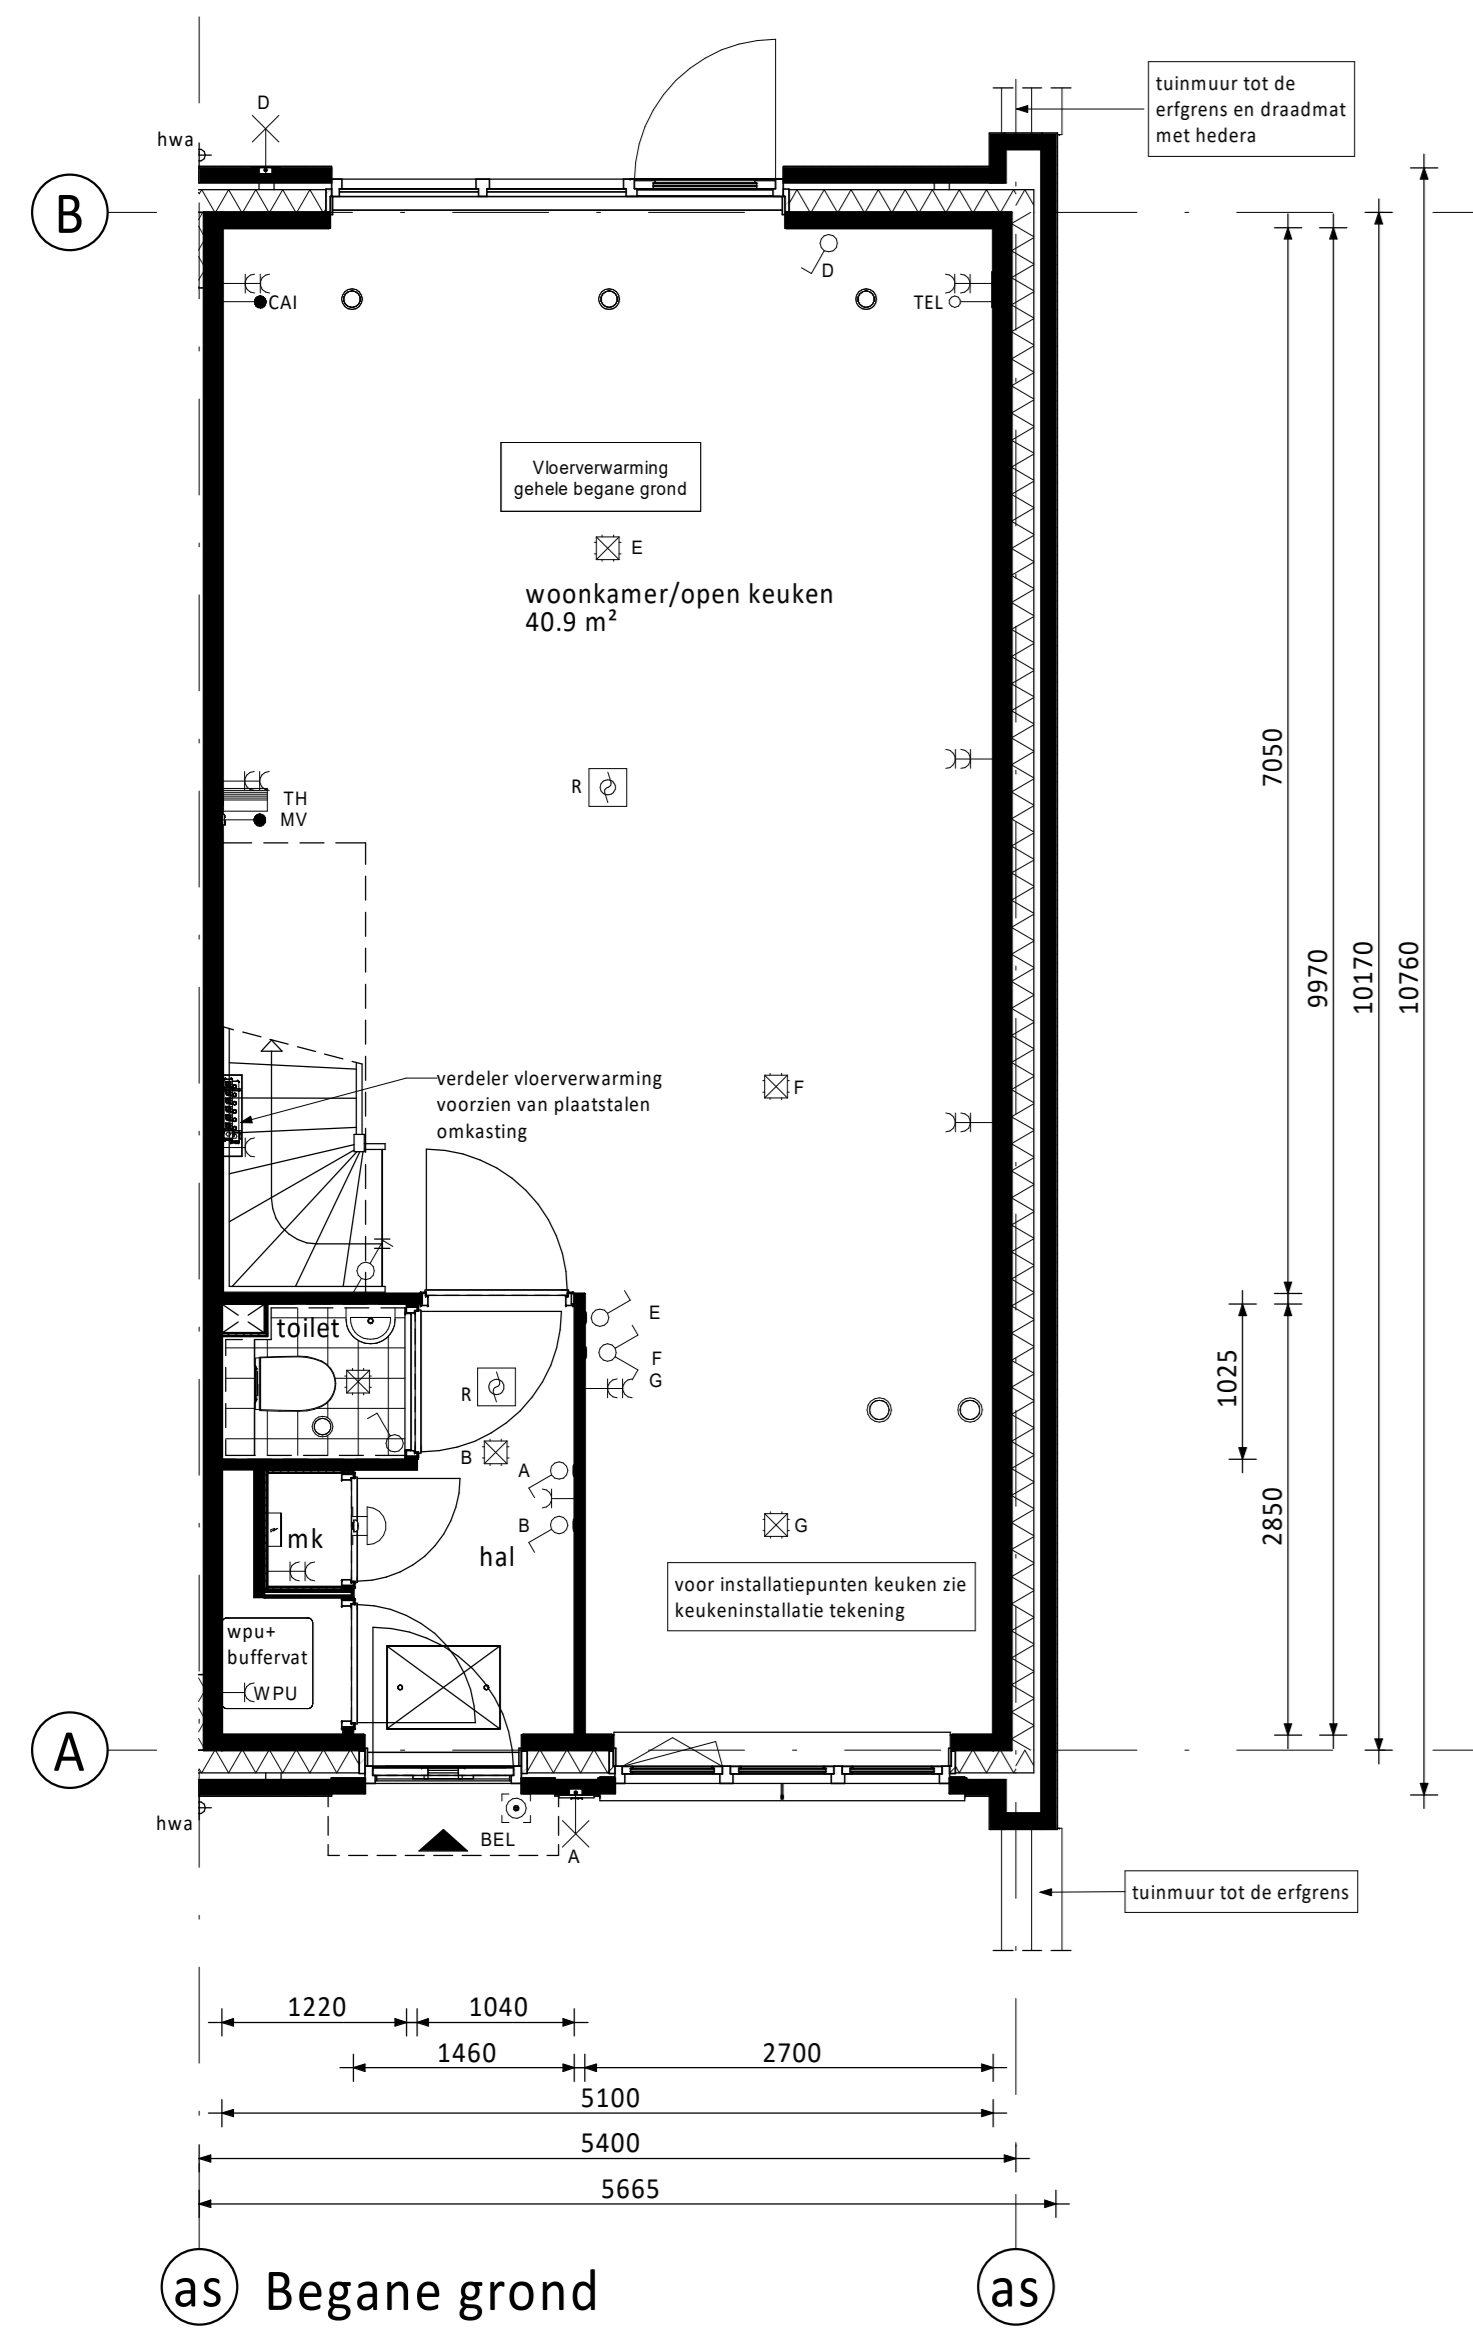 tuinmuur tot de
erfgrens en draadmat
met hedera
D
hwa
B
D
CAI
TEL
Vloerverwarming
gehele begane grond
E
woonkamer/open keuken
40.9 m²
7050
R
TH
MV
9970
10170
10760
verdeler vloerverwarming
voorzien van plaatstalen
omkasting
F
E
toilet
F
G
R
1025
B
A
B
G
2850
mk
hal
voor installatiepunten keuken zie
keukeninstallatie tekening
wpu+
buffervat
WPU
A
hwa
BEL
A
tuinmuur tot de erfgrens
1220
1040
1460
2700
5100
5400
5665
as
Begane grond
as